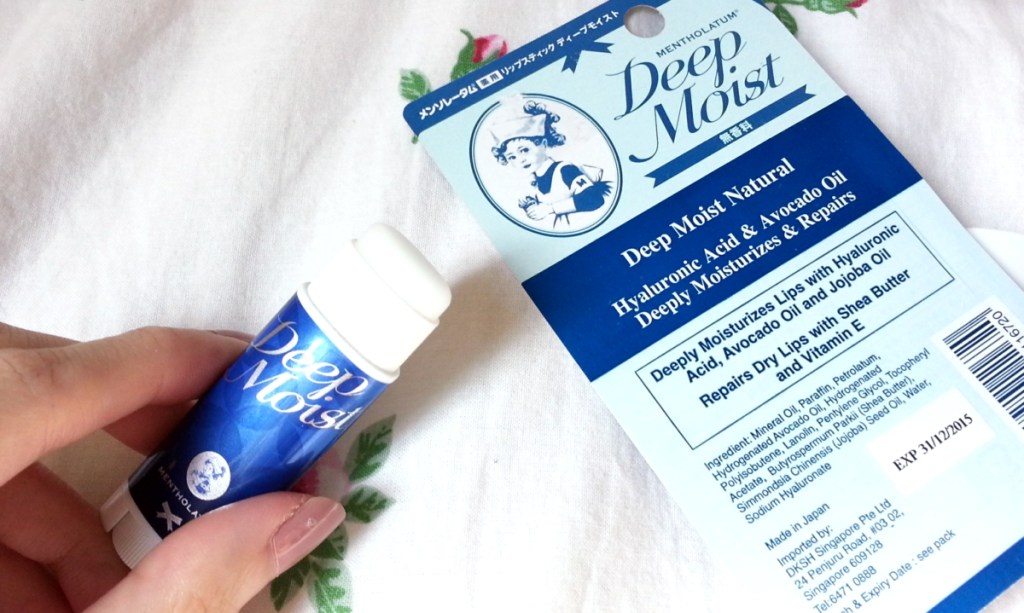 メンソレータム 薬用 リップスティック ディープモイスト
MENTHOLATUM®
Deep
Moist
無香料
Deep Moist Natural
Hyaluronic Acid & Avocado Oil
Deeply Moisturizes & Repairs
Deeply Moisturizes Lips with Hyaluronic
Acid, Avocado Oil and Jojoba Oil
Repairs Dry Lips with Shea Butter
and Vitamin E
Ingredient: Mineral Oil, Paraffin, Petrolatum,
Hydrogenated Avocado Oil, Hydrogenated
Polyisobutene, Lanolin, Pentylene Glycol, Tocopheryl
Acetate, Butyrospermum Parkii (Shea Butter),
Simmondsia Chinensis (Jojoba) Seed Oil, Water,
Sodium Hyaluronate
EXP 31/12/2015
Made in Japan
Imported by:
DKSH Singapore Pte Ltd
24 Penjuru Road, #03 02,
Singapore 609128
Tel:6471 0888
& Expiry Date : see pack
6720
Deep
Moist
MENTHOLAT
メ